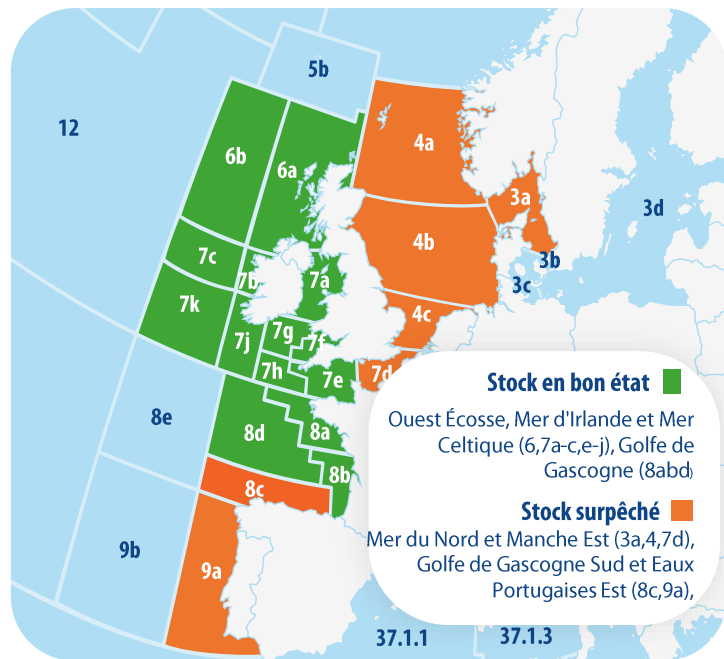 5b
12
4a
6b
6a
3a
3d
4b
7c
3b
7b
7a
3c
7k
4c
7g
7j
7f
7h
7e
7d
8e
8d
8a
8b
8c
9b
9a
37.1.1
37.1.3
Stock en bon état
Ouest Écosse, Mer d'Irlande et Mer
Celtique (6,7a-c,e-j), Golfe de
Gascogne (8abd)
Stock surpêché
Mer du Nord et Manche Est (3a,4,7d),
Golfe de Gascogne Sud et Eaux
Portugaises Est (8c,9a),